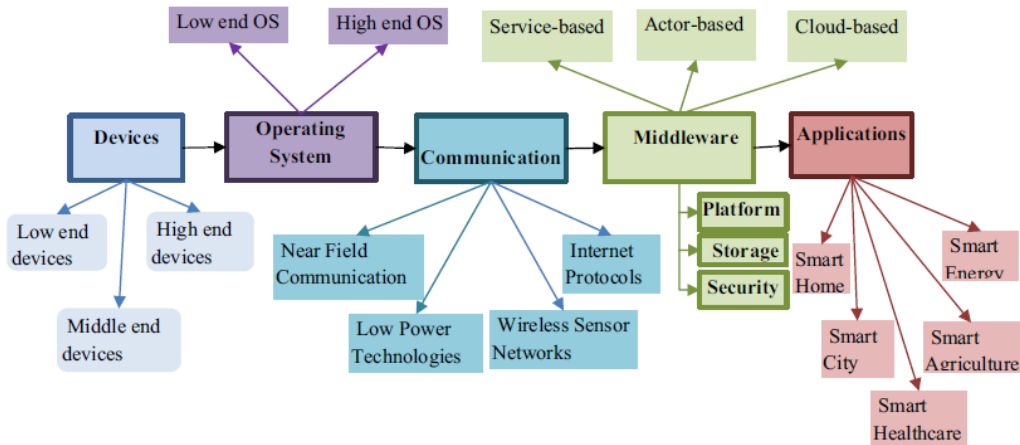 Low end OS
High end OS
Service-based
Actor-based
Cloud-based
Devices
Operating
System
Communication
Middleware
Applications
Low end
devices
High end
devices
Middle end
devices
Near Field
Communication
Internet
Protocols
Low Power
Technologies
Wireless Sensor
Networks
Platform
Storage
Security
Smart
Home
Smart
Energy
Smart
City
Smart
Agriculture
Smart
Healthcare